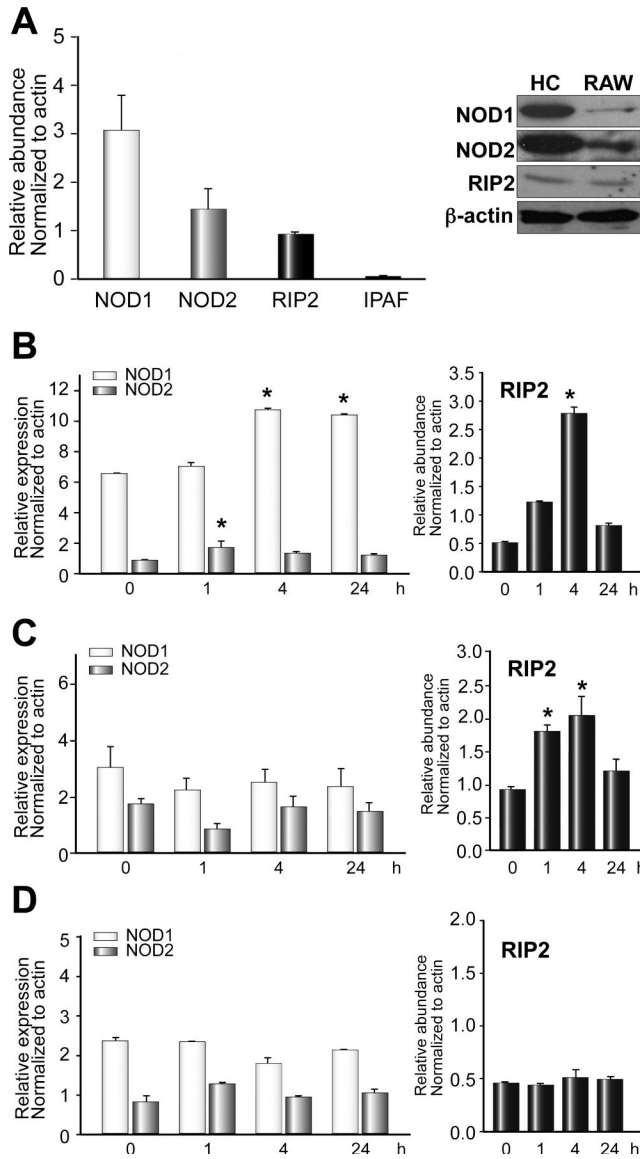 A
Relative abundance
Normalized to actin
5
4
3
2
1
0
NOD1 NOD2 RIP2 IPAF
HC RAW
NOD1
NOD2
RIP2
β-actin
B
NOD1
NOD2
Relative expression
Normalized to actin
12
10
8
6
4
2
0
*
*
*
0 1 4 24 h
RIP2
Relative abundance
Normalized to actin
3.5
3.0
2.5
2.0
1.5
1.0
0.5
0.0
*
0 1 4 24 h
C
NOD1
NOD2
Relative expression
Normalized to actin
6
4
2
0
0 1 4 24 h
RIP2
Relative abundance
Normalized to actin
3.0
2.5
2.0
1.5
1.0
0.5
0.0
* *
0 1 4 24 h
D
NOD1
NOD2
Relative expression
Normalized to actin
5
4
3
2
1
0
0 1 4 24 h
RIP2
Relative abundance
Normalized to actin
2.0
1.5
1.0
0.5
0.0
0 1 4 24 h